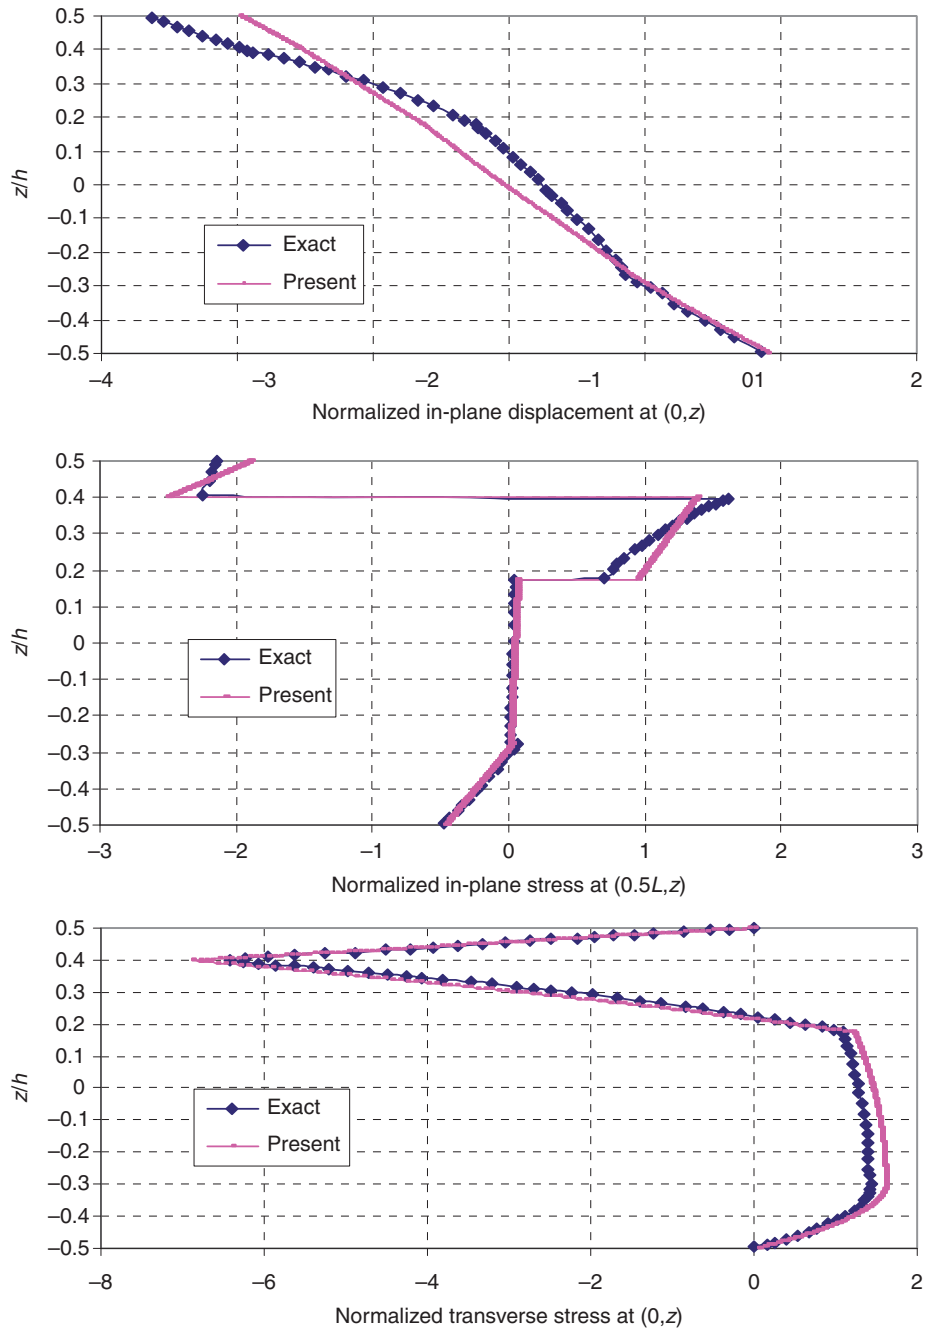 0.5
0.4
0.3
0.2
0.1
0
–0.1
–0.2
–0.3
–0.4
–0.5
z/h
Exact
Present
–4 –3 –2 –1 01 2
Normalized in-plane displacement at (0,z)
0.5
0.4
0.3
0.2
0.1
0
–0.1
–0.2
–0.3
–0.4
–0.5
z/h
Exact
Present
–3 –2 –1 0 1 2 3
Normalized in-plane stress at (0.5L,z)
0.5
0.4
0.3
0.2
0.1
0
–0.1
–0.2
–0.3
–0.4
–0.5
z/h
Exact
Present
–8 –6 –4 –2 0 2
Normalized transverse stress at (0,z)